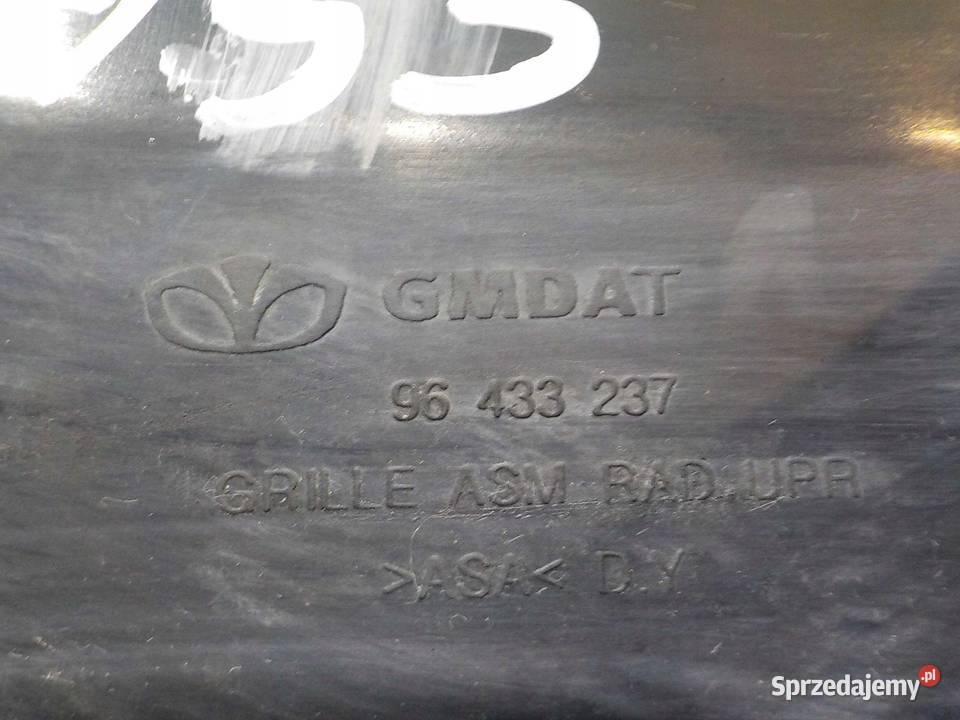 GMDAT
96 433 237
GRILLE ASM RAD UPR
>ASA< D.Y
Sprzedajemy.pl